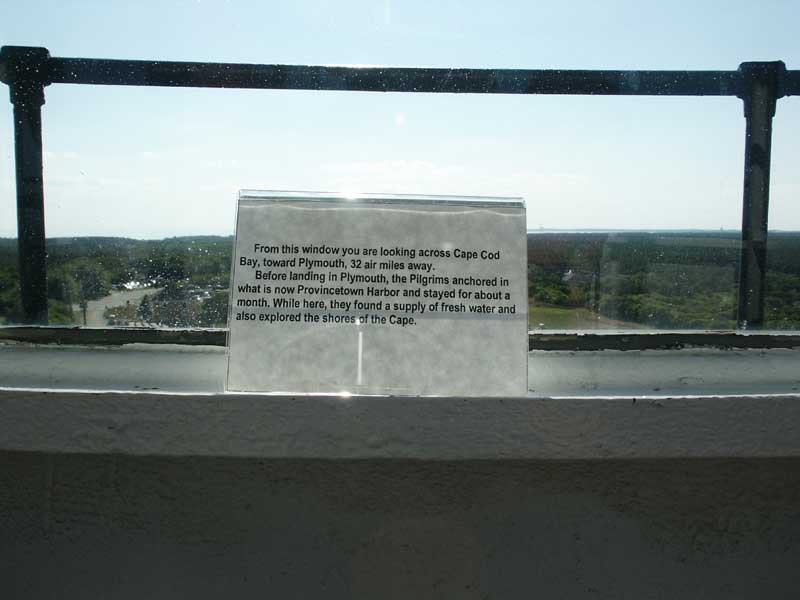 From this window you are looking across Cape Cod
Bay, toward Plymouth, 32 air miles away.
Before landing in Plymouth, the Pilgrims anchored in
what is now Provincetown Harbor and stayed for about a
month. While here, they found a supply of fresh water and
also explored the shores of the Cape.